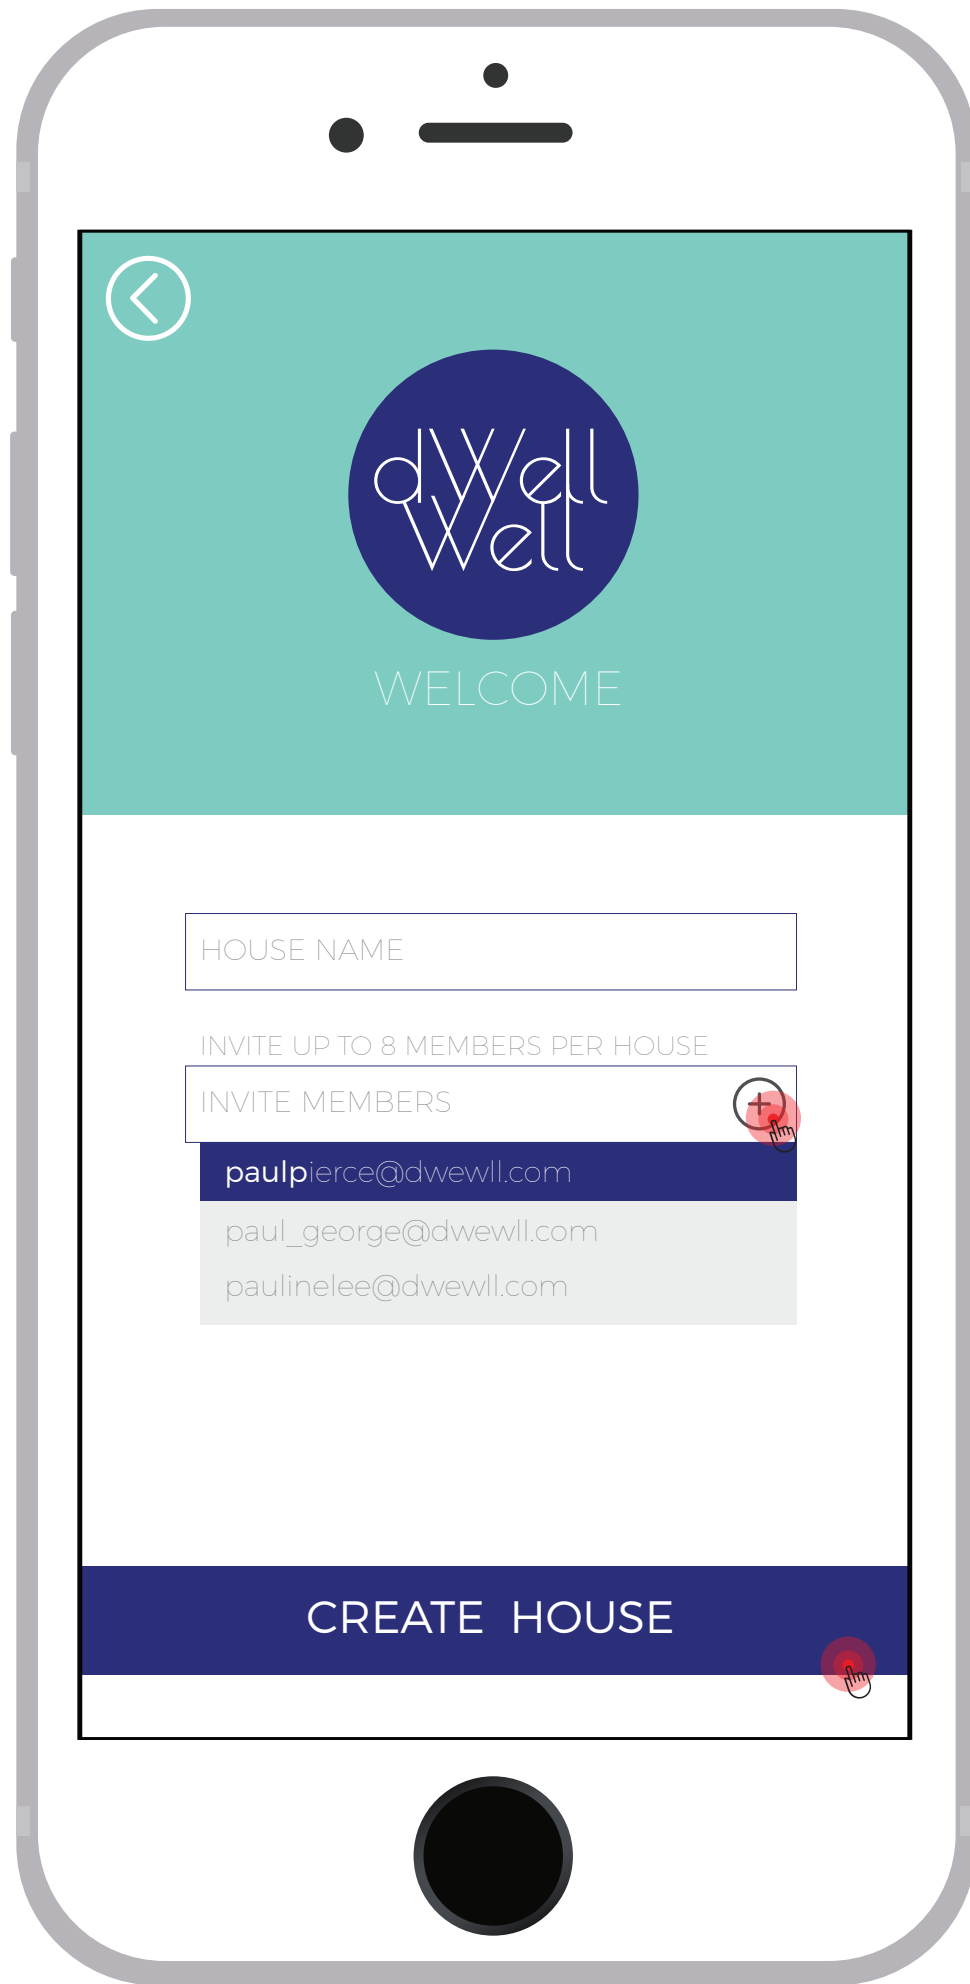 dWell
Well
WELCOME
HOUSE NAME
INVITE UP TO 8 MEMBERS PER HOUSE
INVITE MEMBERS
paulpierce@dwewll.com
paul_george@dwewll.com
paulinelee@dwewll.com
CREATE HOUSE